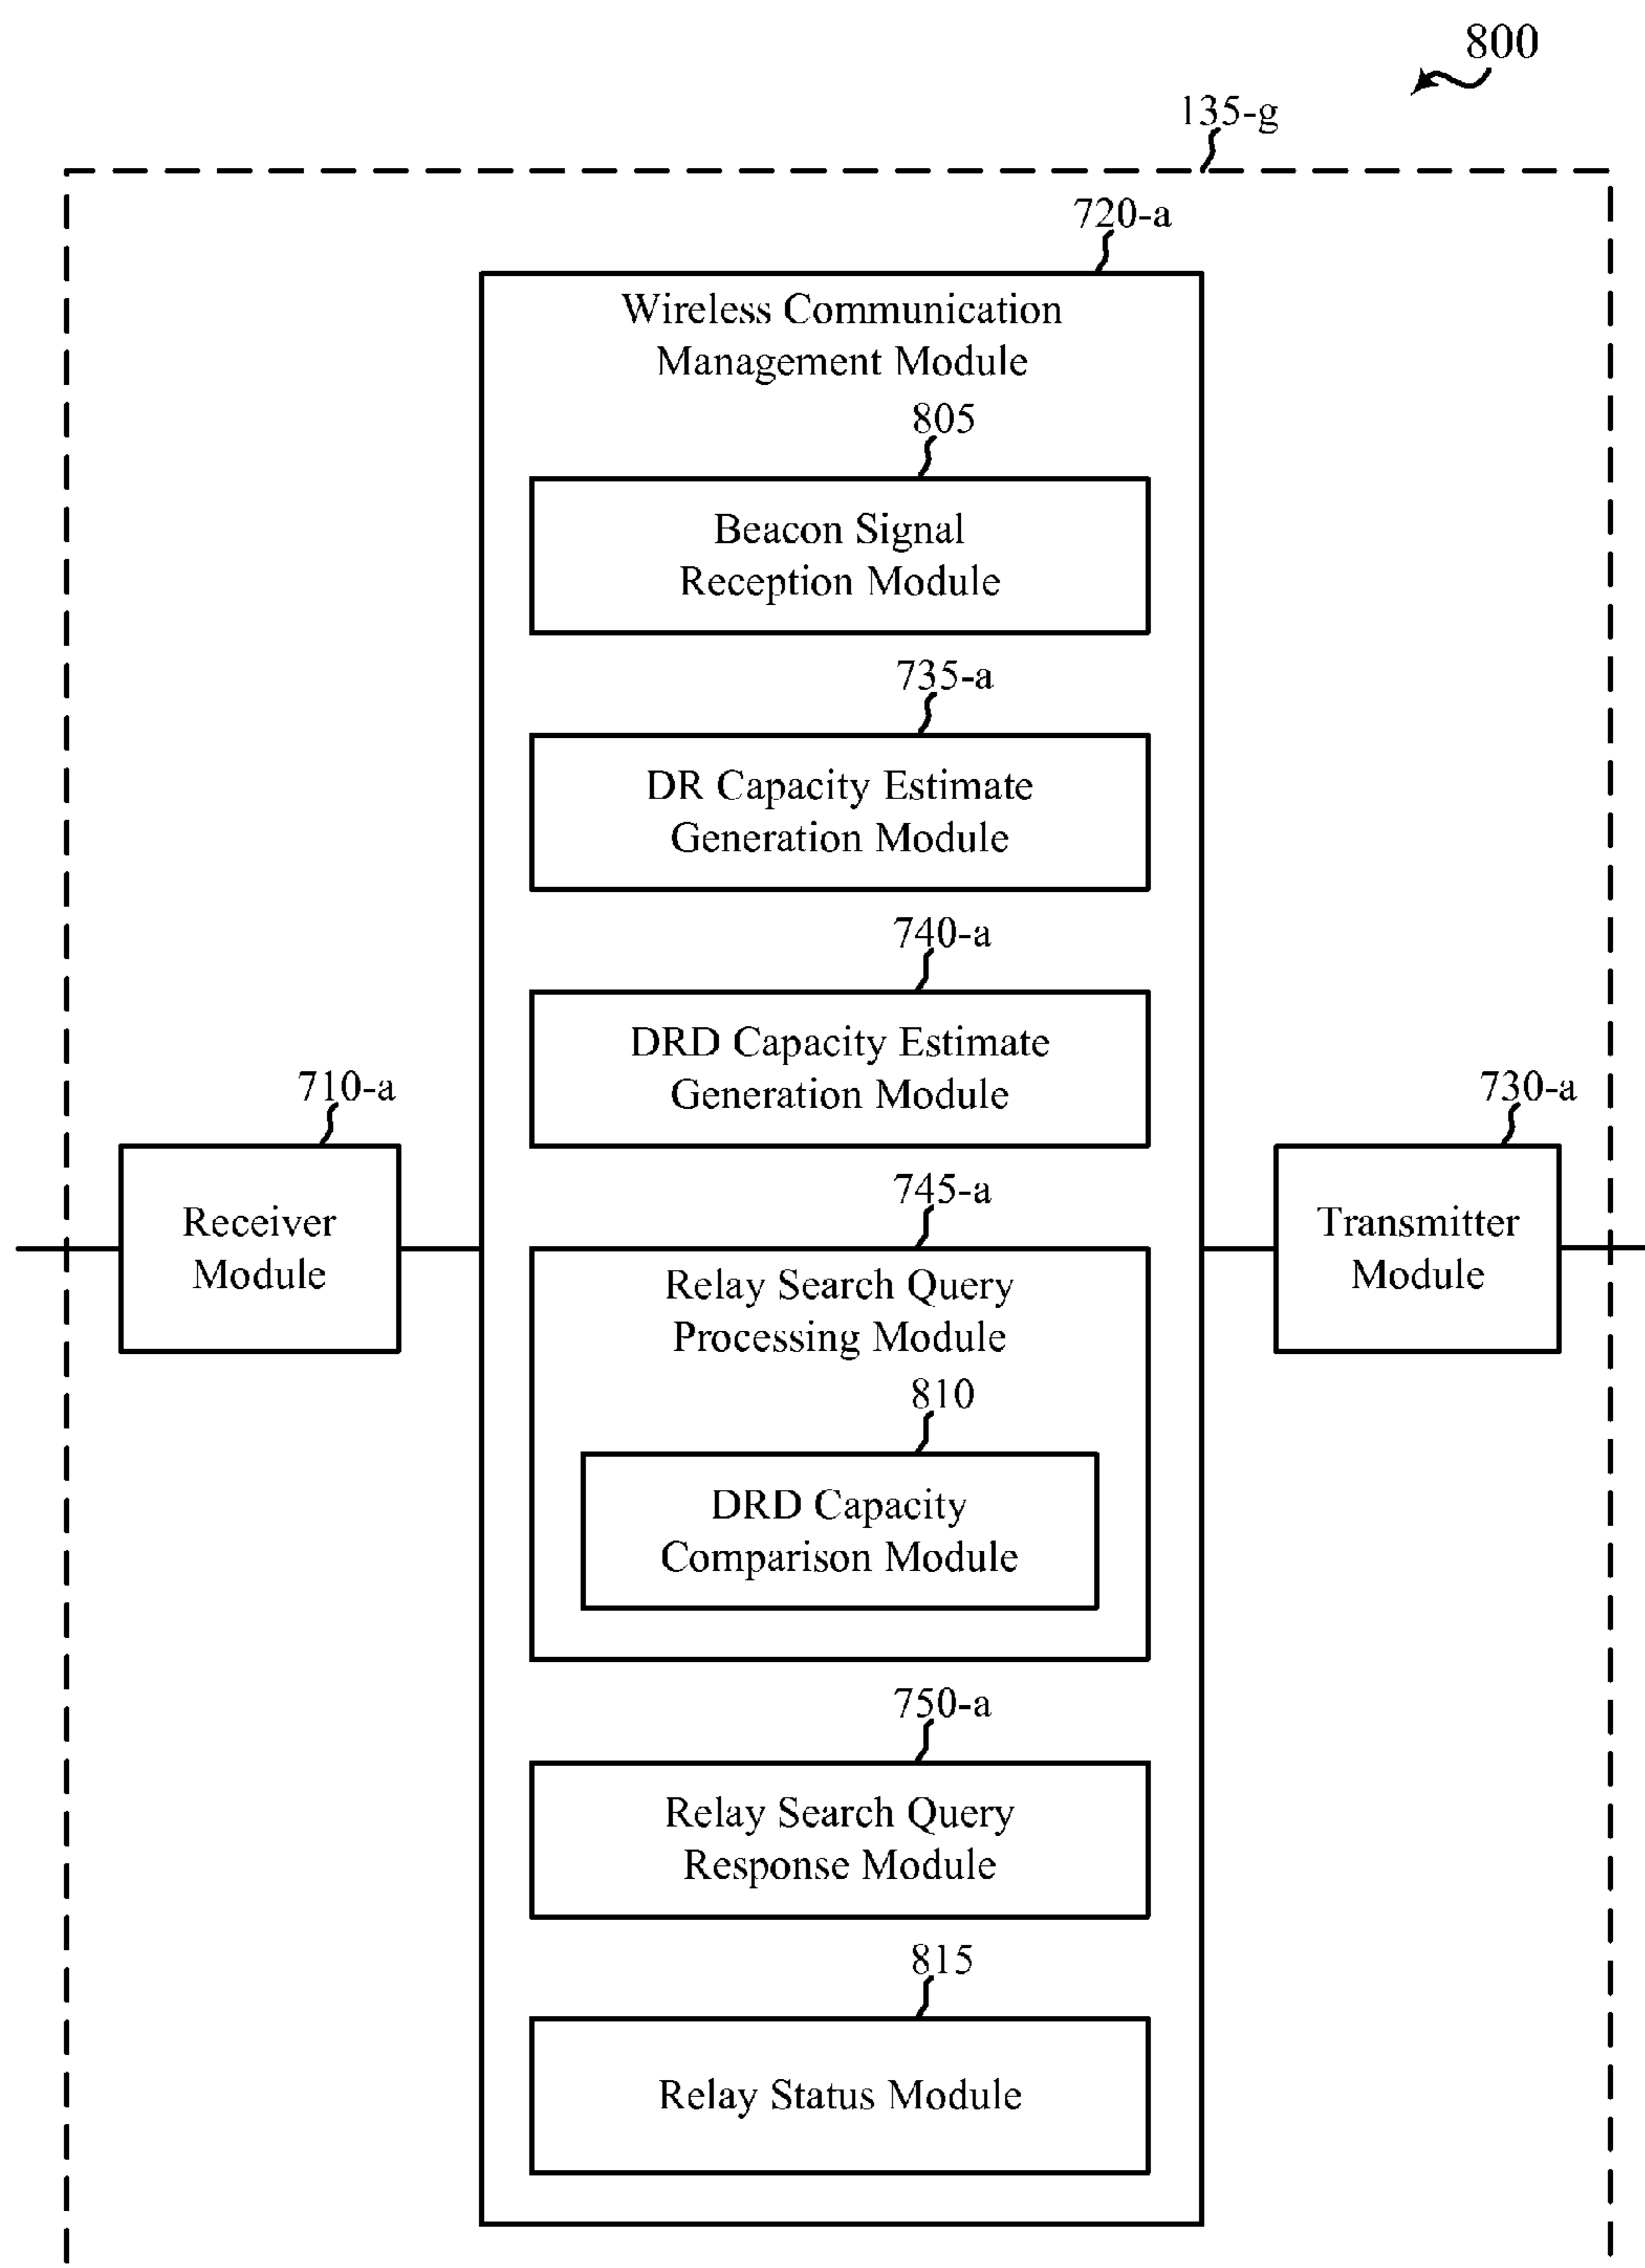 800
135-g
720-a
Wireless Communication
Management Module
805
Beacon Signal
Reception Module
735-a
DR Capacity Estimate
Generation Module
740-a
DRD Capacity Estimate
Generation Module
710-a
Receiver
Module
730-a
Transmitter
Module
745-a
Relay Search Query
Processing Module
810
DRD Capacity
Comparison Module
750-a
Relay Search Query
Response Module
815
Relay Status Module